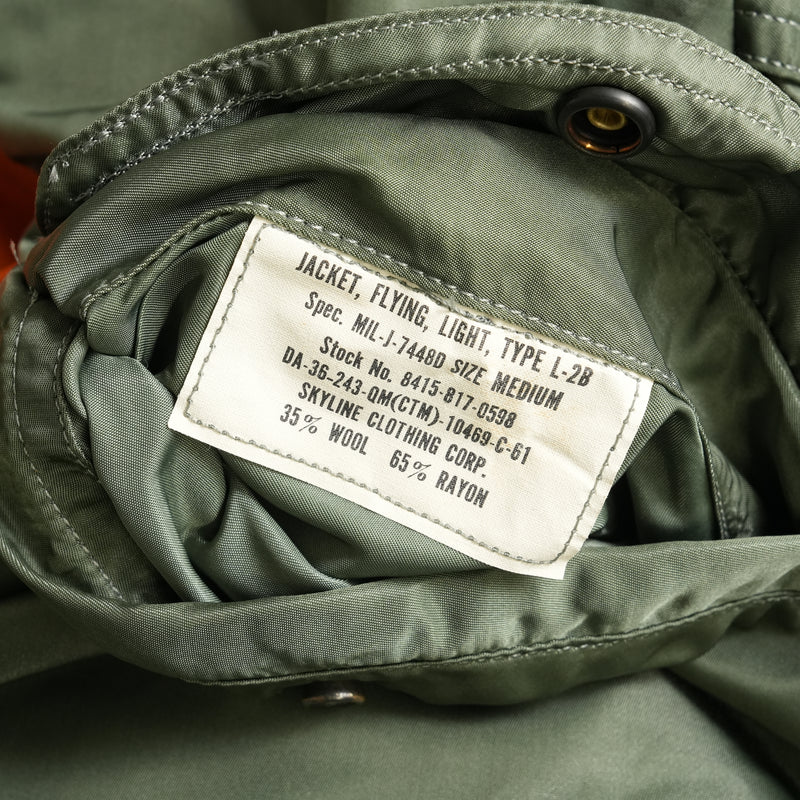 JACKET, FLYING, LIGHT, TYPE L-2B
Spec. MIL-J-7448D SIZE MEDIUM
Stock No. 8415-817-0598
DA-36-243-QM(CTM)-10469-C-61
SKYLINE CLOTHING CORP.
35% WOOL 65% RAYON